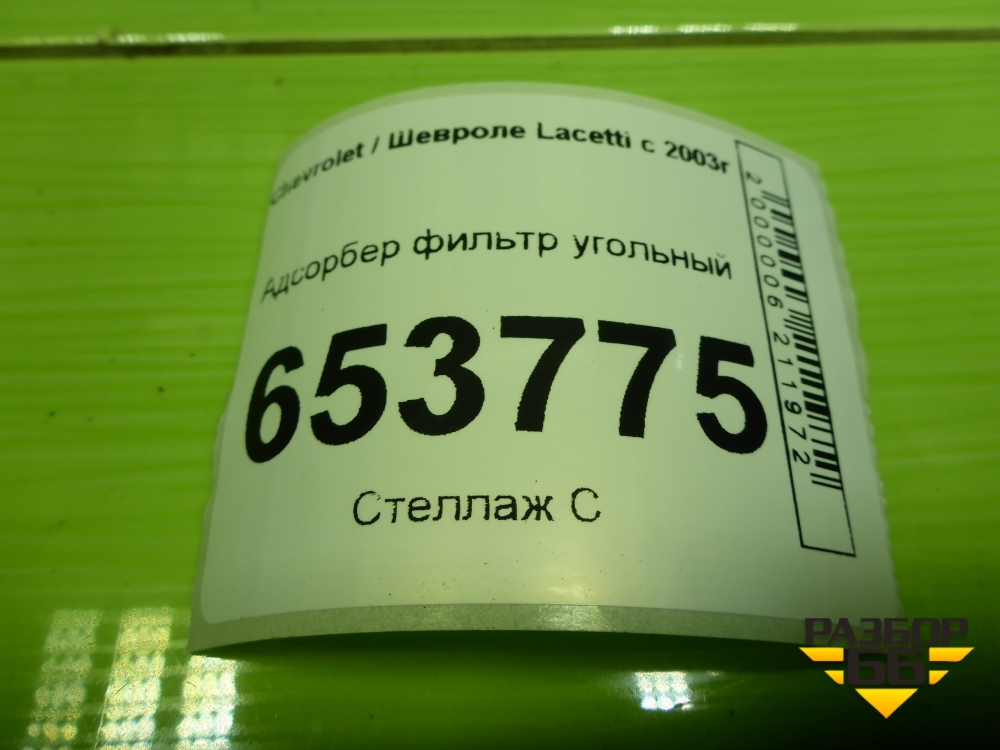 Chevrolet / Шевроле Lacetti с 2003г
Адсорбер фильтр угольный
653775
Стеллаж С
2000006211972
РАЗБОР
66